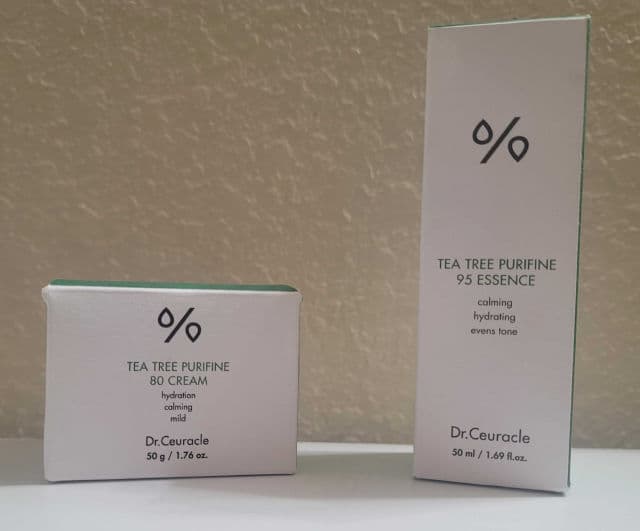 %
TEA TREE PURIFINE
80 CREAM
hydration
calming
mild
Dr.Ceuracle
50 g / 1.76 oz.
%
TEA TREE PURIFINE
95 ESSENCE
calming
hydrating
evens tone
Dr.Ceuracle
50 ml / 1.69 fl.oz.